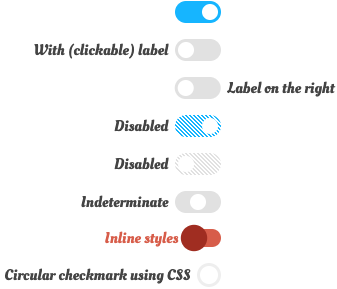 With (clickable) label
Label on the right
Disabled
Disabled
Indeterminate
Inline styles
Circular checkmark using CSS